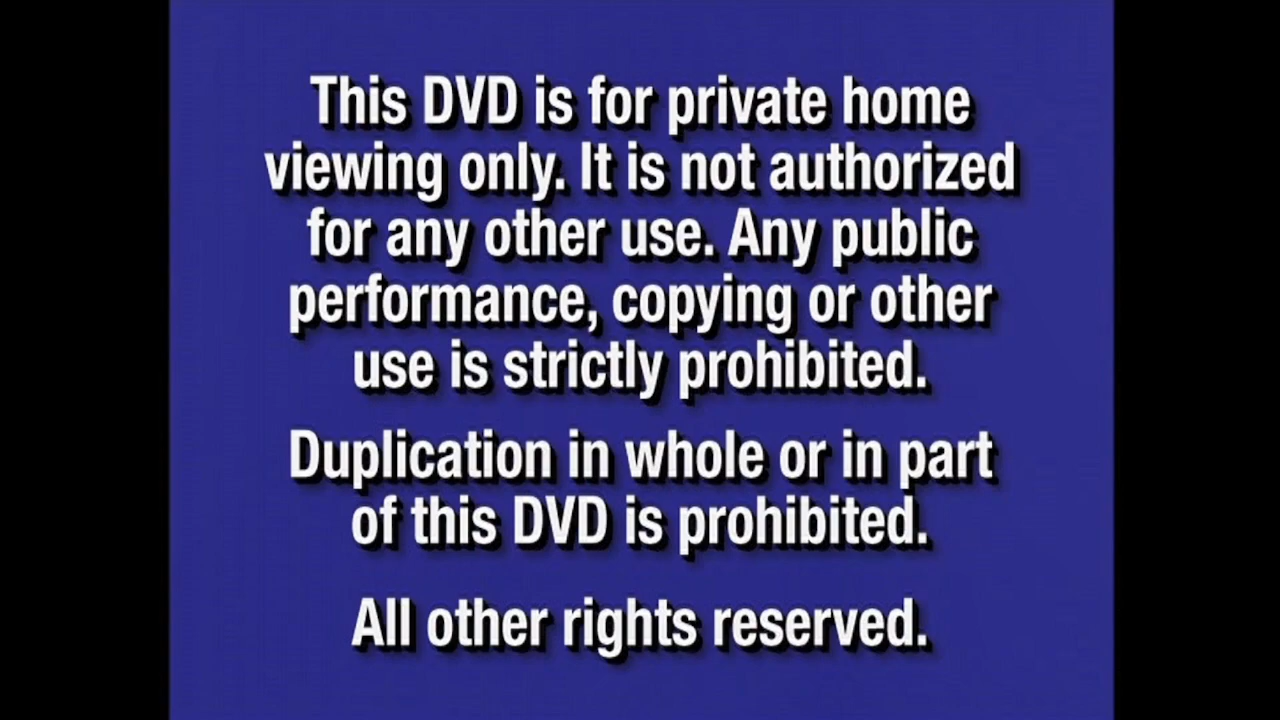 This DVD is for private home
viewing only. It is not authorized
for any other use. Any public
performance, copying or other
use is strictly prohibited.
Duplication in whole or in part
of this DVD is prohibited.
All other rights reserved.